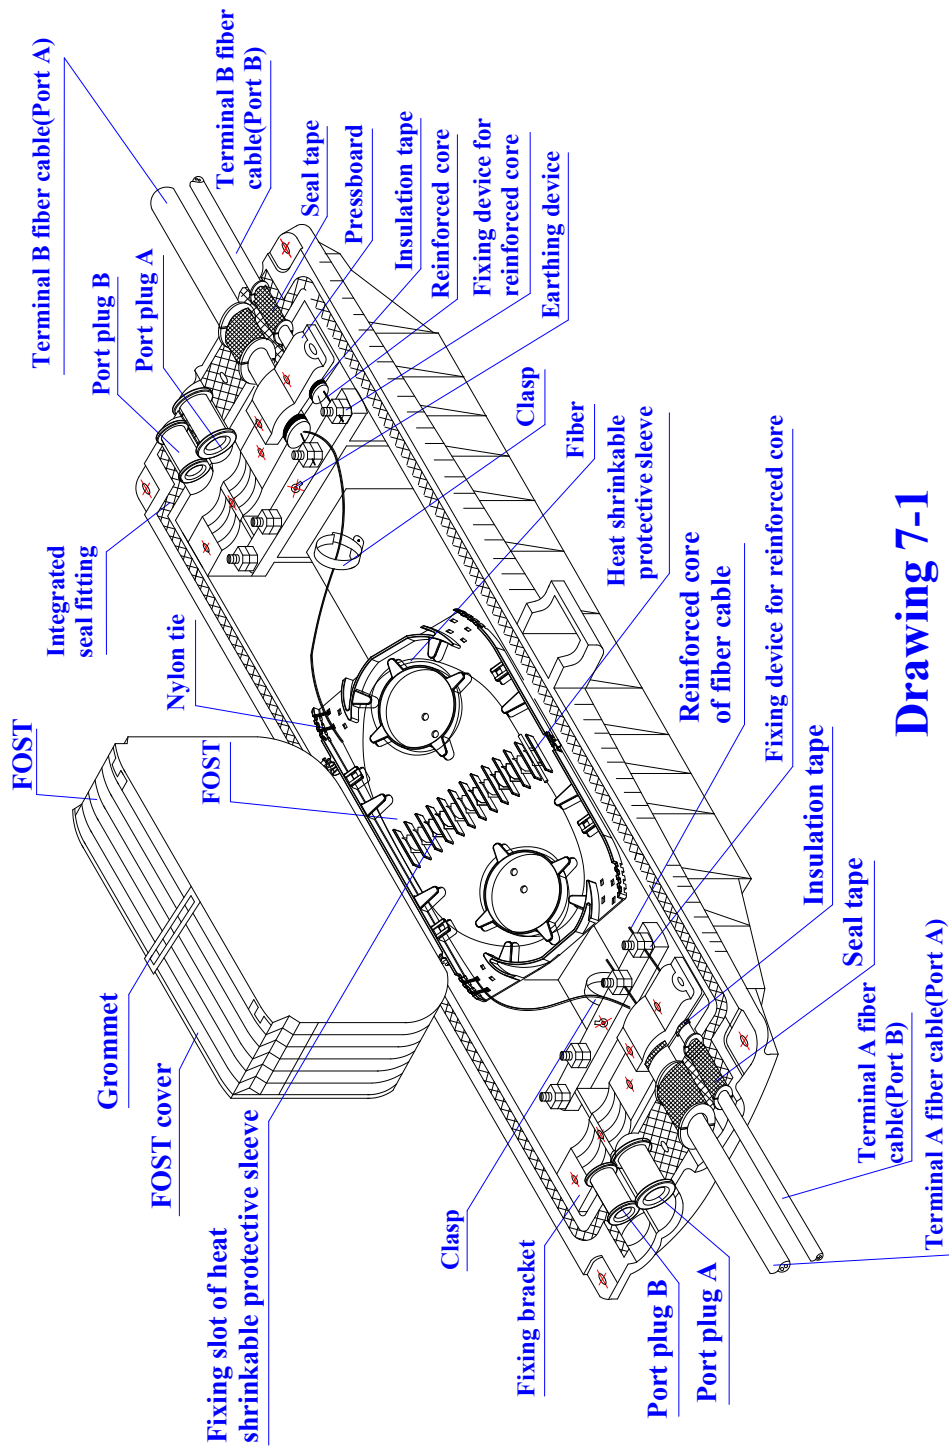 Terminal B fiber cable(Port A)
Terminal B fiber
cable(Port B)
Port plug B
Port plug A
Seal tape
Pressboard
Insulation tape
Reinforced core
Fixing device for
reinforced core
Earthing device
Integrated
seal fitting
Nylon tie
Clasp
Fiber
Heat shrinkable
protective sleeve
FOST
FOST
Reinforced core
of fiber cable
Fixing device for reinforced core
Insulation tape
Seal tape
Grommet
FOST cover
Fixing slot of heat
shrinkable protective sleeve
Clasp
Fixing bracket
Port plug B
Port plug A
Terminal A fiber
cable(Port B)
Terminal A fiber cable(Port A)
Drawing 7-1